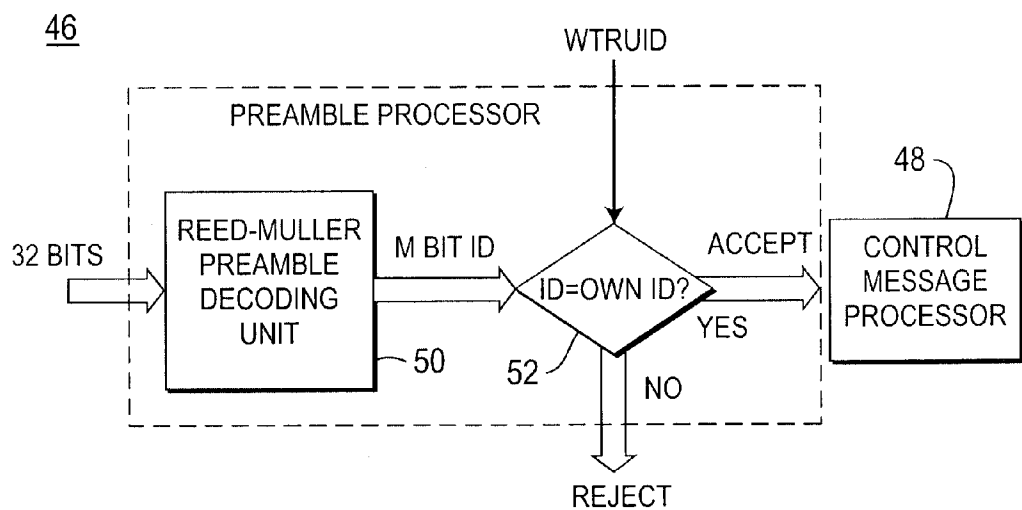 46
WTRUID
PREAMBLE PROCESSOR
48
REED-MULLER
PREAMBLE
DECODING
UNIT
32 BITS
M BIT ID
ID=OWN ID?
ACCEPT
YES
CONTROL
MESSAGE
PROCESSOR
50
52
NO
REJECT